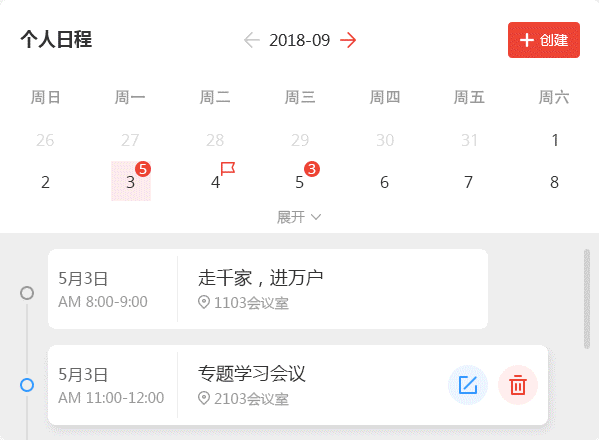 个人日程
2018-09
创建
周日 周一 周二 周三 周四 周五 周六
26 27 28 29 30 31 1
2 3 5 4 5 3 6 7 8
展开
5月3日
AM 8:00-9:00
走千家，进万户
1103会议室
5月3日
AM 11:00-12:00
专题学习会议
2103会议室